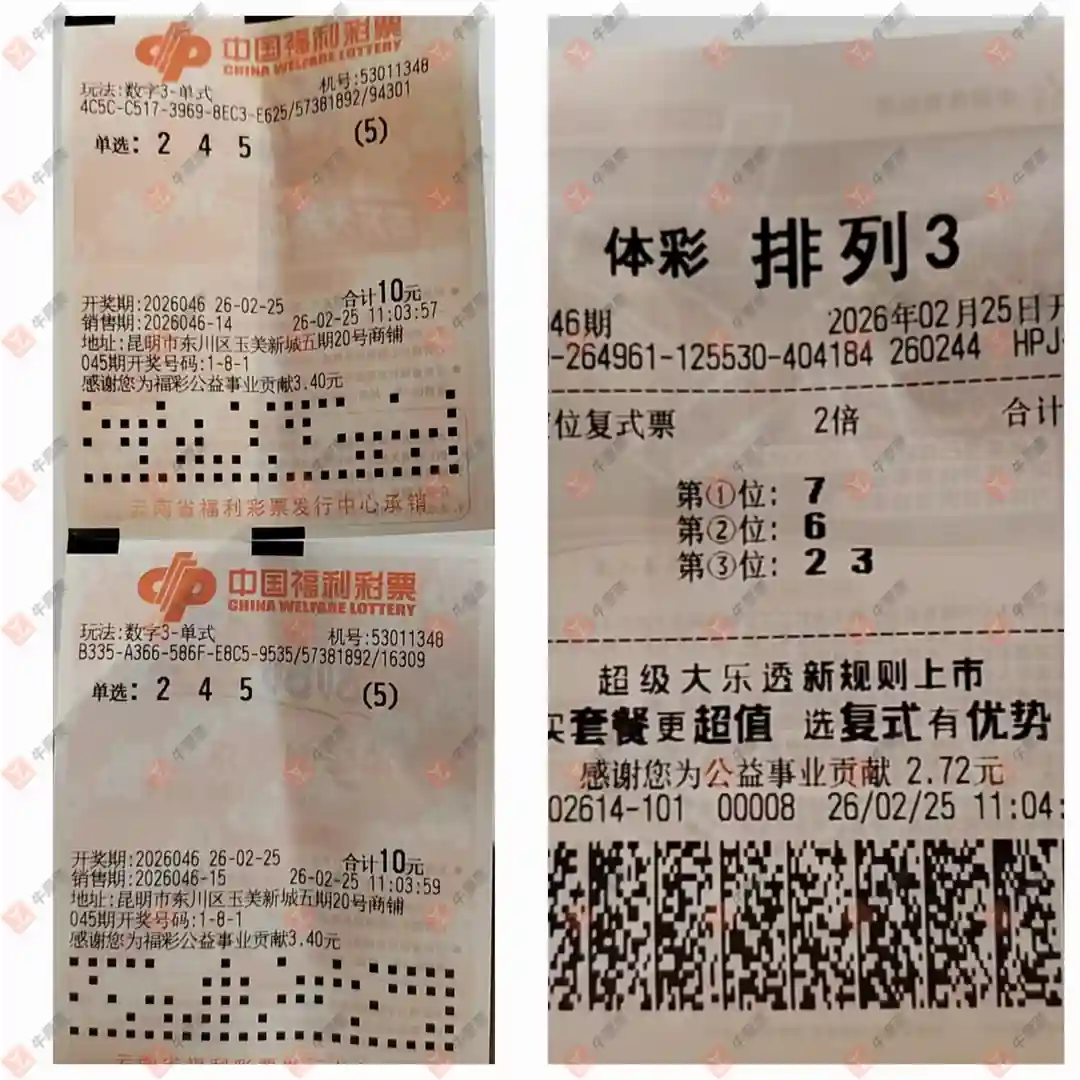 中国福利彩票
CHINA WELFARE LOTTERY
玩法:数字3-单式 机号:53011348
4C5C-C517-3969-8EC3-E625/57381892/94301
单选: 2 4 5 (5)
开奖期:2026046 26-02-25 合计10元
销售期:2026046-14 26-02-25 11:03:57
地址:昆明市东川区玉美新城五期20号商铺
045期开奖号码:1-8-1
感谢您为福彩公益事业贡献3.40元
云南省福利彩票发行中心承销
中国福利彩票
CHINA WELFARE LOTTERY
玩法:数字3-单式 机号:53011348
B335-A366-586F-E8C5-9535/57381892/16309
单选: 2 4 5 (5)
开奖期:2026046 26-02-25 合计10元
销售期:2026046-15 26-02-25 11:03:59
地址:昆明市东川区玉美新城五期20号商铺
045期开奖号码:1-8-1
感谢您为福彩公益事业贡献3.40元
体彩 排列3
46期 2026年02月25日开
-264961-125530-404184 260244 HPJ
位复式票 2倍 合计
第①位: 7
第②位: 6
第③位: 2 3
超级大乐透新规则上市
买套餐更超值 选复式有优势
感谢您为公益事业贡献 2.72元
02614-101 00008 26/02/25 11:04: